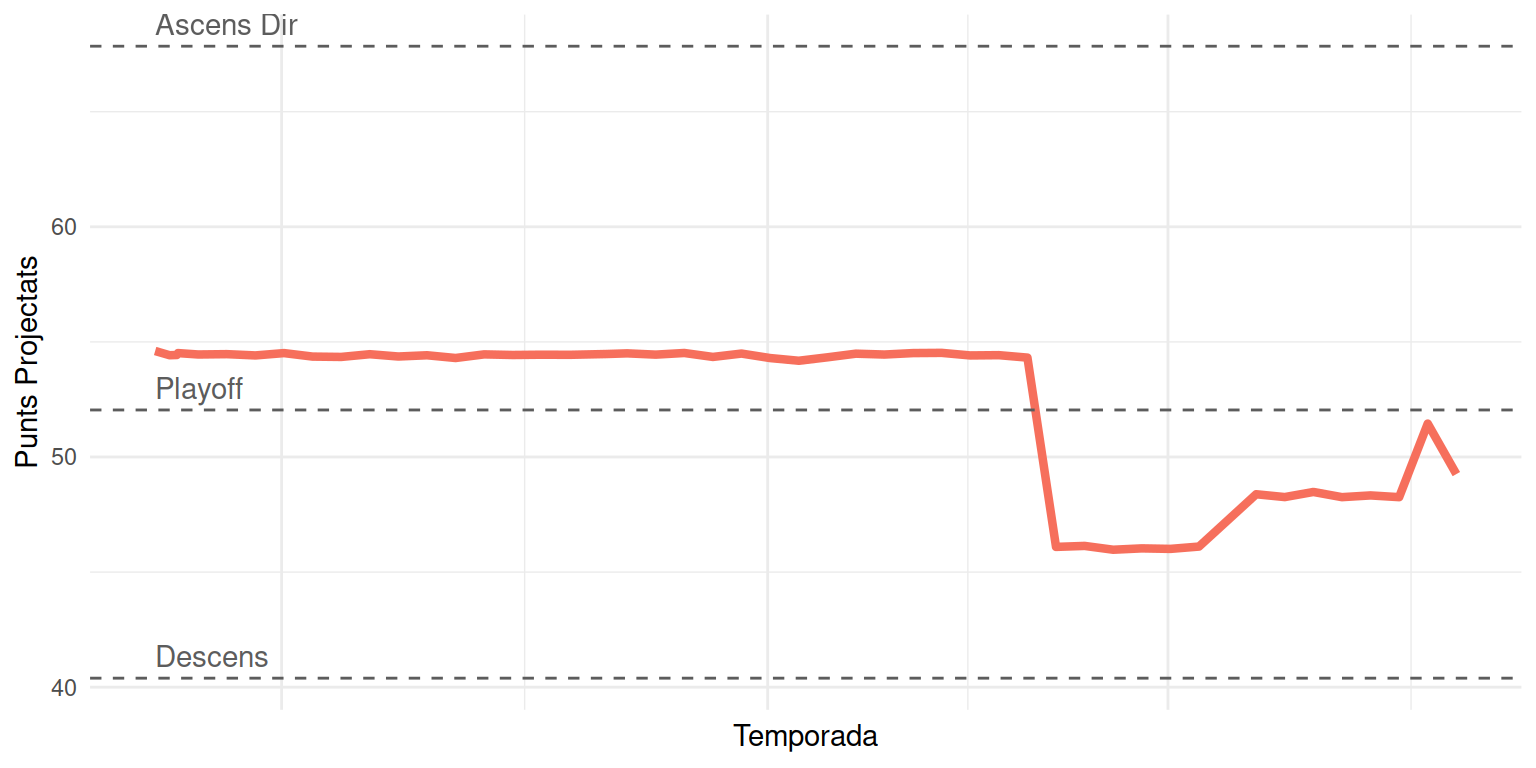 Ascens Dir
60
Playoff
50
Descens
40
Punts Projectats
Temporada